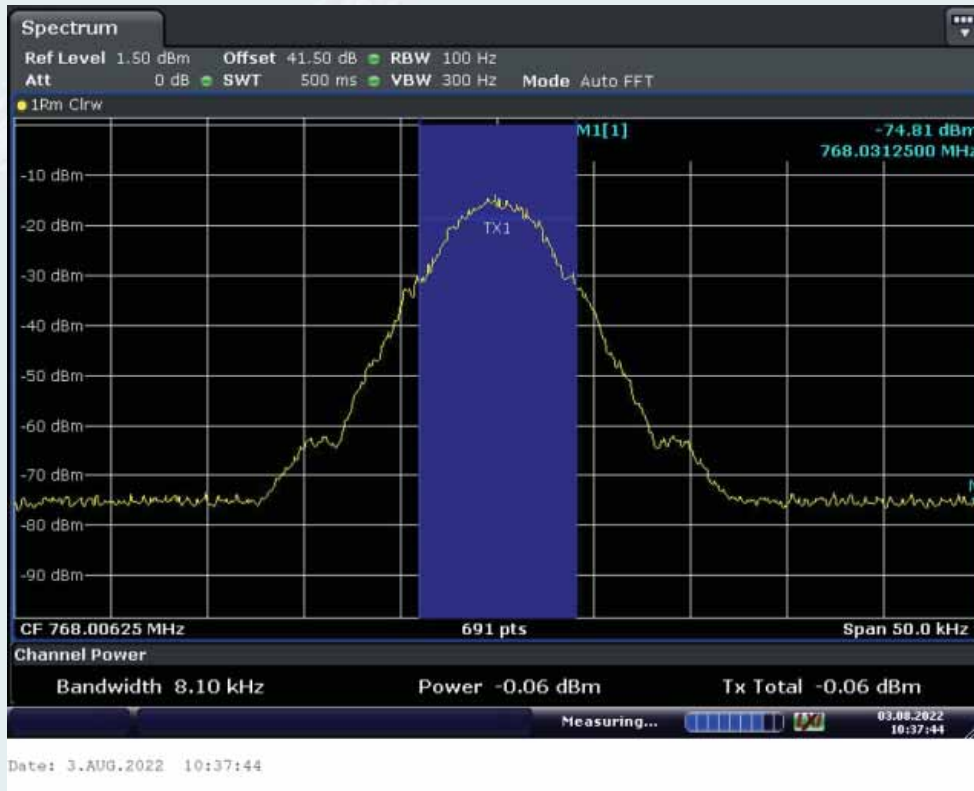 Spectrum
Ref Level 1.50 dBm Offset 41.50 dB RBW 100 Hz
Att 0 dB SWT 500 ms VBW 300 Hz Mode Auto FFT
1Rm Clrw
M1[1] -74.81 dBm
768.0312500 MHz
-10 dBm
-20 dBm
TX1
-30 dBm
-40 dBm
-50 dBm
-60 dBm
-70 dBm
-80 dBm
-90 dBm
CF 768.00625 MHz 691 pts Span 50.0 kHz
Channel Power
Bandwidth 8.10 kHz Power -0.06 dBm Tx Total -0.06 dBm
Measuring... 03.08.2022
10:37:44
Date: 3.AUG.2022 10:37:44